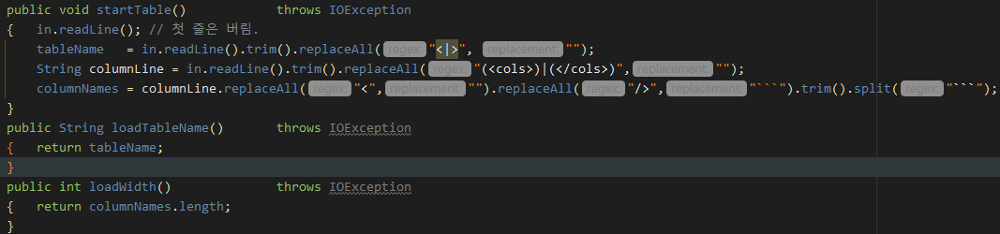 public void startTable() throws IOException
{ in.readLine(); // 첫 줄은 버림.
tableName = in.readLine().trim().replaceAll( regex: "<|>", replacement: "");
String columnLine = in.readLine().trim().replaceAll( regex: "(<cols>)|(</cols>)", replacement: "");
columnNames = columnLine.replaceAll( regex: "<", replacement: "").replaceAll( regex: "/>", replacement: "```").trim().split( regex: "```");
}
public String loadTableName() throws IOException
{ return tableName;
}
public int loadWidth() throws IOException
{ return columnNames.length;
}